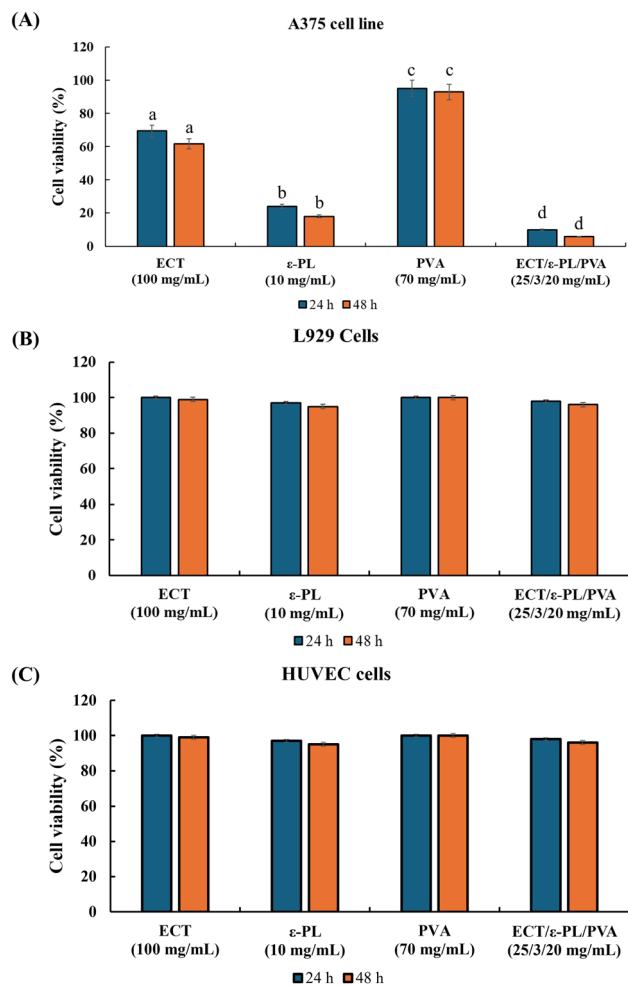 (A)
A375 cell line
Cell viability (%)
120
100
80
60
40
20
0
a a
b b
c c
d d
ECT ε-PL PVA ECT/ε-PL/PVA
(100 mg/mL) (10 mg/mL) (70 mg/mL) (25/3/20 mg/mL)
24 h 48 h
(B)
L929 Cells
Cell viability (%)
120
100
80
60
40
20
0
ECT ε-PL PVA ECT/ε-PL/PVA
(100 mg/mL) (10 mg/mL) (70 mg/mL) (25/3/20 mg/mL)
24 h 48 h
(C)
HUVEC cells
Cell viability (%)
120
100
80
60
40
20
0
ECT ε-PL PVA ECT/ε-PL/PVA
(100 mg/mL) (10 mg/mL) (70 mg/mL) (25/3/20 mg/mL)
24 h 48 h